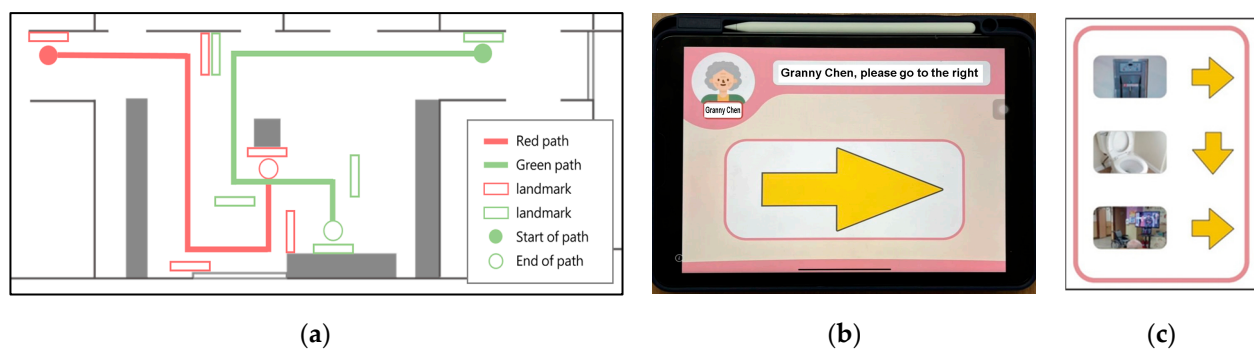 Red path
Green path
landmark
landmark
Start of path
End of path
Granny Chen, please go to the right
Granny Chen
(a)
(b)
(c)